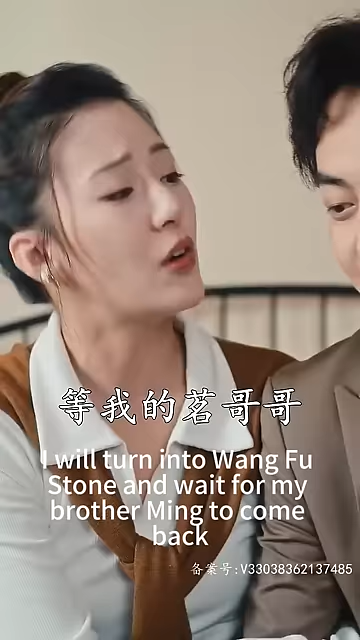 等我的茗哥哥
I will turn into Wang Fu
Stone and wait for my
brother Ming to come
back
备案号:V33038362137485